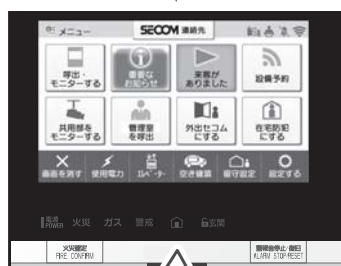 メニュー
SECOM 連絡先
呼出・
モニターする
重要な
お知らせ
来客が
ありました
設備予約
共用部を
モニターする
管理室
を呼出
外出セコム
にする
在宅防犯
にする
画面を消す 使用電力 エレベーター 空き確認 留守設定 設定する
電源
POWER 火災 ガス 警戒 玄関
火災確定
FIRE CONFIRM
警報音停止・復旧
ALARM STOP・RESET